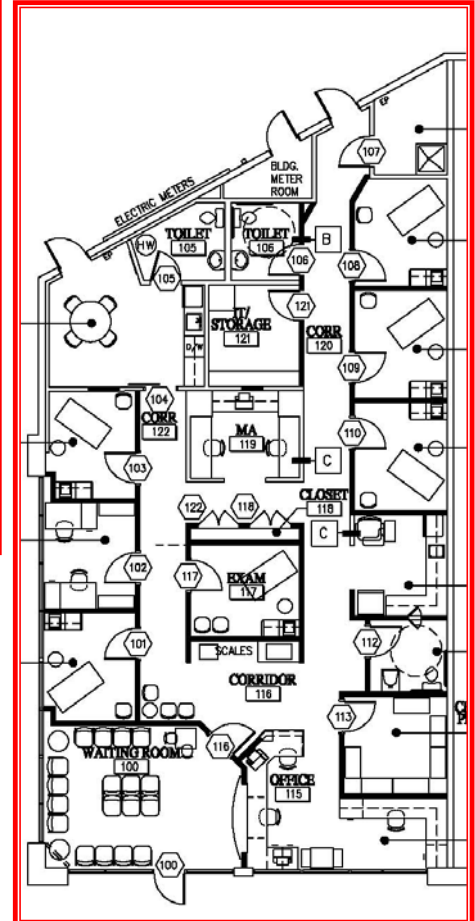 EP
107
BLDG.
METER
ROOM
ELECTRIC METERS
TOILET
105
TOILET
106
B
HW
EP
106
108
105
121
IT/
STORAGE
121
CORR
120
D/W
109
104
CORR
122
MA
119
110
103
C
CLOSET
118
122
118
C
102
117
EXAM
117
101
112
SCALES
CORRIDOR
116
113
116
WAITING ROOM
100
OFFICE
115
100